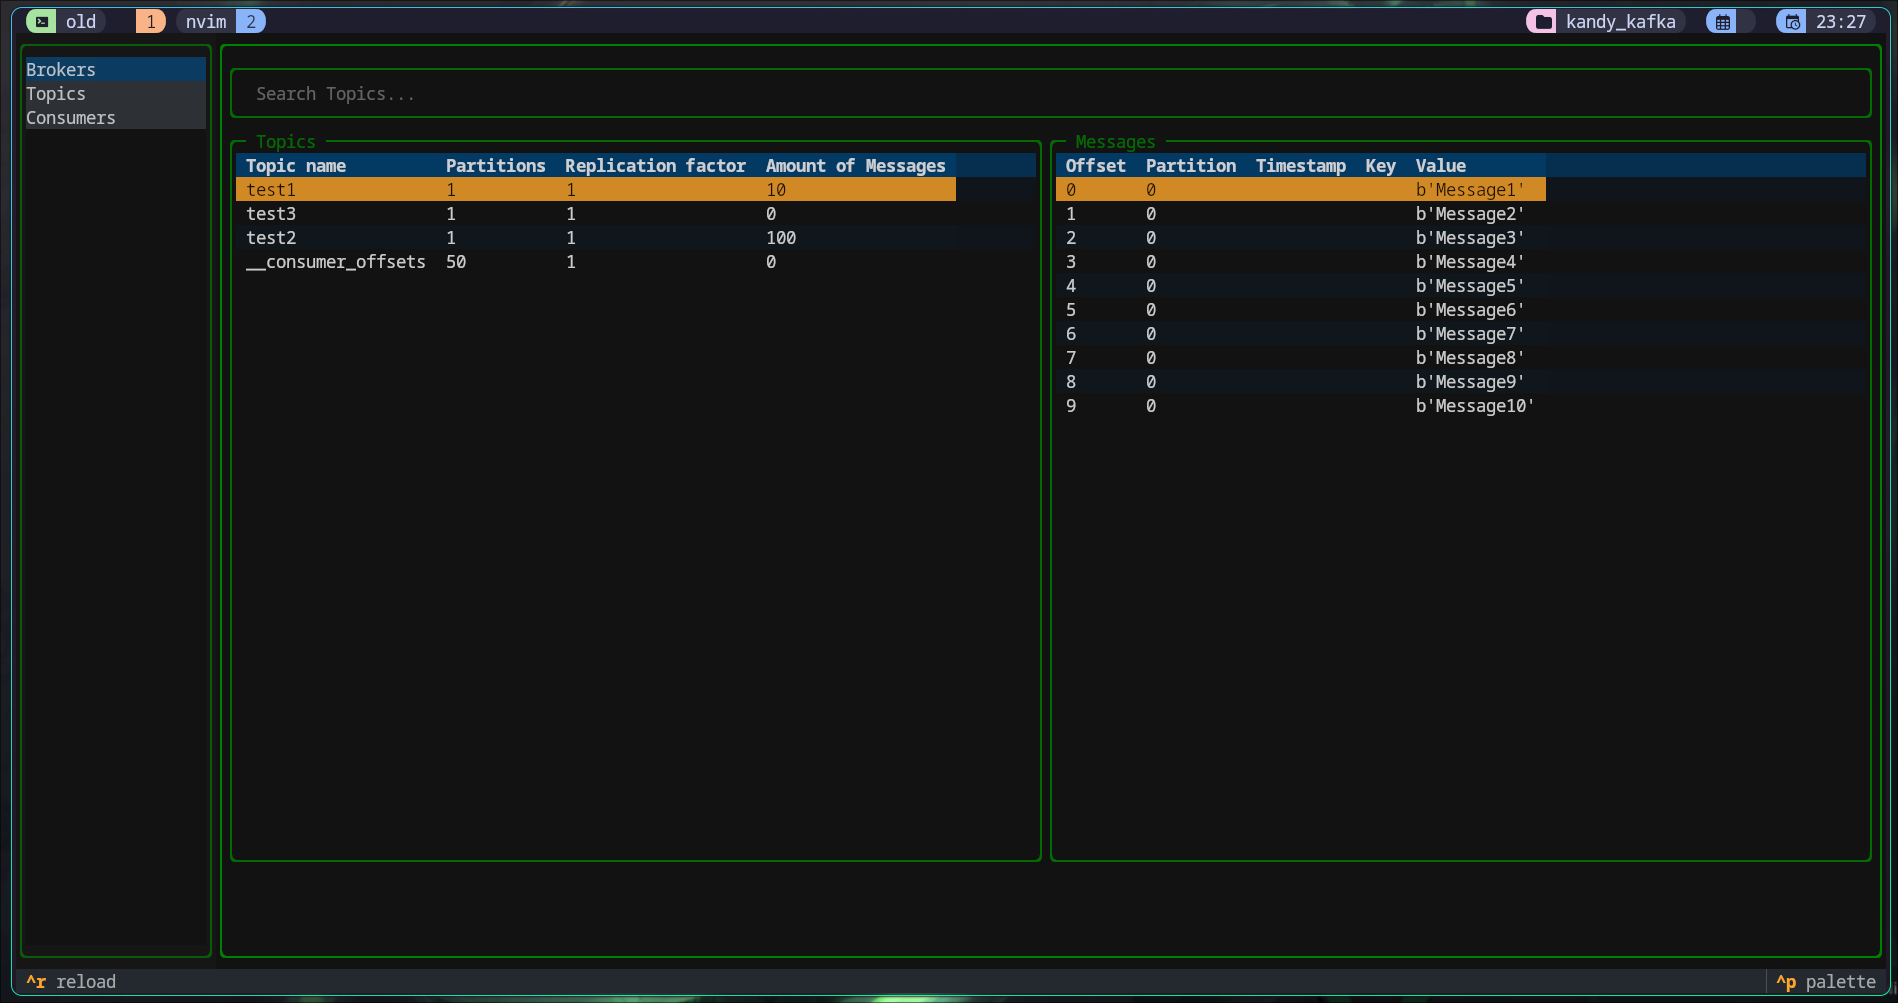 old 1 nvim 2 kandy_kafka 23:27
Brokers
Topics
Consumers
Search Topics...
Topics
Topic name Partitions Replication factor Amount of Messages
test1 1 1 10
test3 1 1 0
test2 1 1 100
__consumer_offsets 50 1 0
Messages
Offset Partition Timestamp Key Value
0 0 b'Message1'
1 0 b'Message2'
2 0 b'Message3'
3 0 b'Message4'
4 0 b'Message5'
5 0 b'Message6'
6 0 b'Message7'
7 0 b'Message8'
8 0 b'Message9'
9 0 b'Message10'
^r reload ^p palette